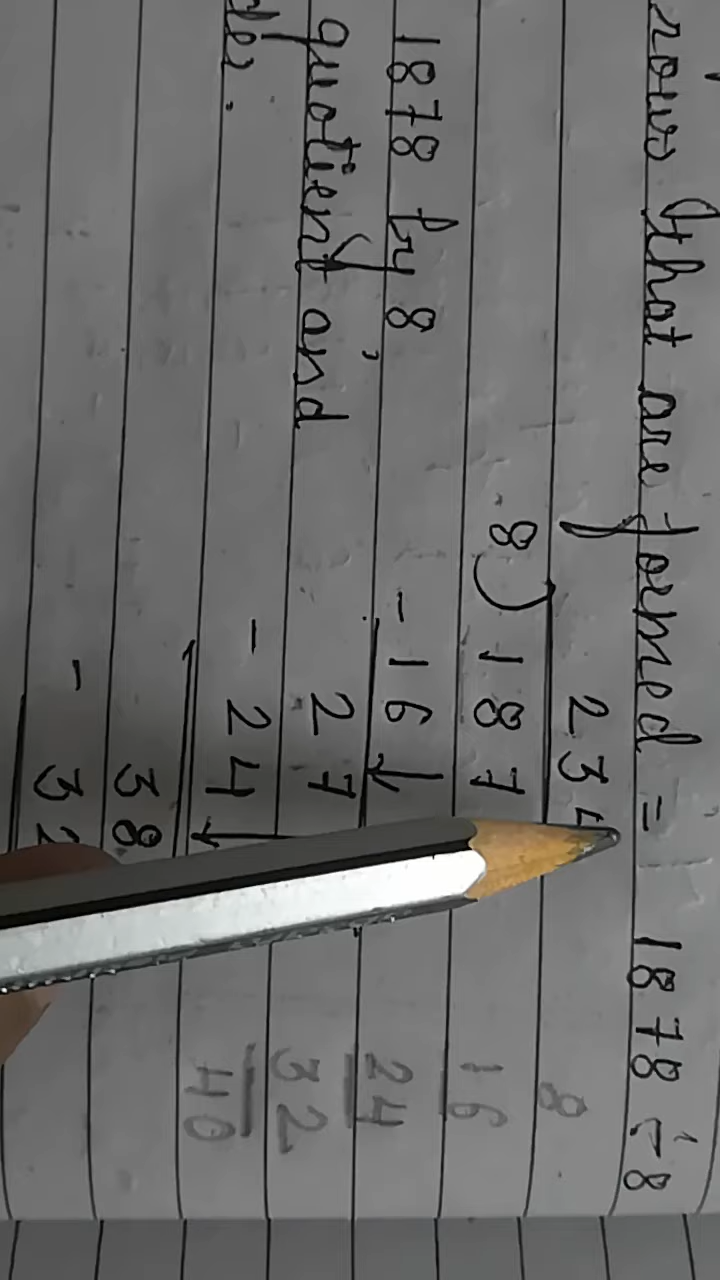 rows that are formed = 1878 ÷ 8
234
8) 187
1878 by 8,
- 16 ↓
quotient and
27
- 24 ↓
38
- 32
8
16
24
32
40